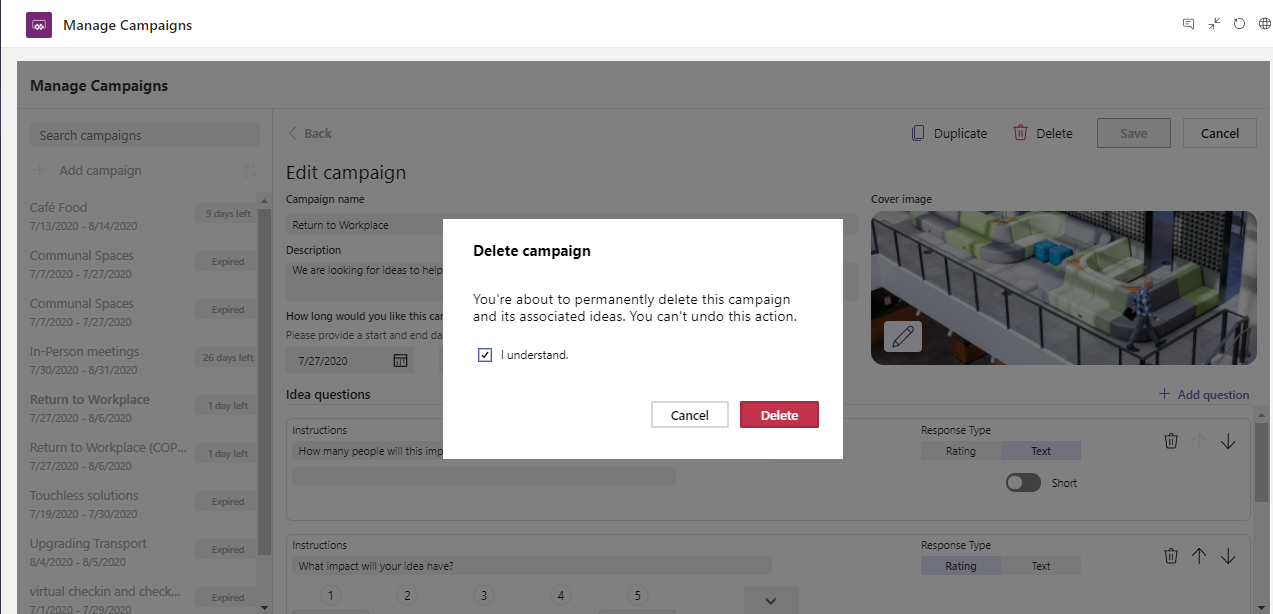 Manage Campaigns
Manage Campaigns
Search campaigns
Add campaign
Café Food
7/13/2020 - 8/14/2020
9 days left
Communal Spaces
7/7/2020 - 7/27/2020
Expired
Communal Spaces
7/7/2020 - 7/27/2020
Expired
In-Person meetings
7/30/2020 - 8/31/2020
26 days left
Return to Workplace
7/27/2020 - 8/6/2020
1 day left
Return to Workplace (COP...
7/27/2020 - 8/6/2020
1 day left
Touchless solutions
7/19/2020 - 7/30/2020
Expired
Upgrading Transport
8/4/2020 - 8/5/2020
Expired
virtual checkin and check...
7/1/2020 - 7/29/2020
Expired
Back
Duplicate
Delete
Save
Cancel
Edit campaign
Campaign name
Return to Workplace
Description
We are looking for ideas to help
How long would you like this
Please provide a start and end
7/27/2020
Cover image
Delete campaign
You're about to permanently delete this campaign
and its associated ideas. You can't undo this action.
I understand.
Cancel
Delete
Idea questions
Add question
Instructions
How many people will this
Response Type
Rating
Text
Short
Instructions
What impact will your idea have?
Response Type
Rating
Text
1
2
3
4
5